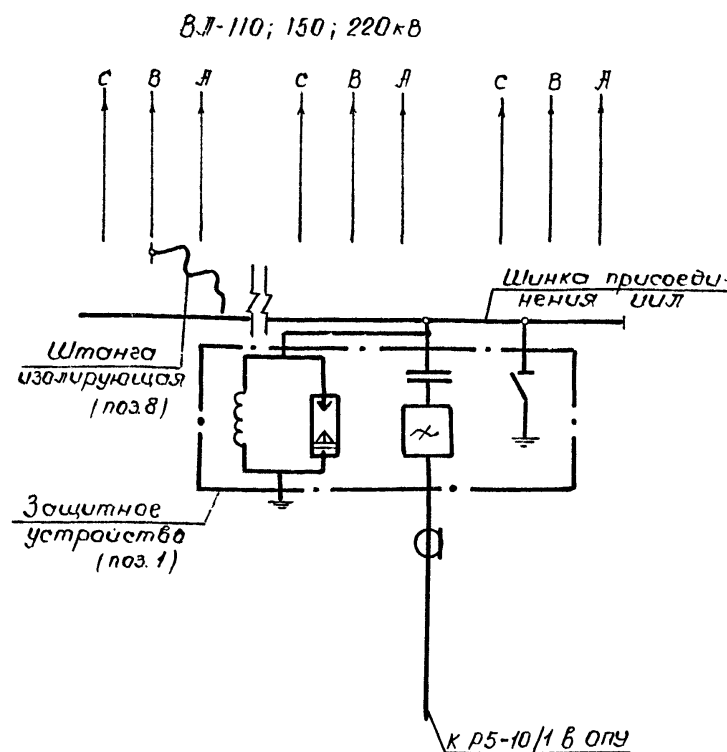 ВЛ-110; 150; 220кВ
С В А С В А С В А
Шинка присоеди-
нения ИИЛ
Штанга
изолирующая
(поз.8)
Защитное
устройство
(поз.1)
К Р5-10/1 в ОПУ